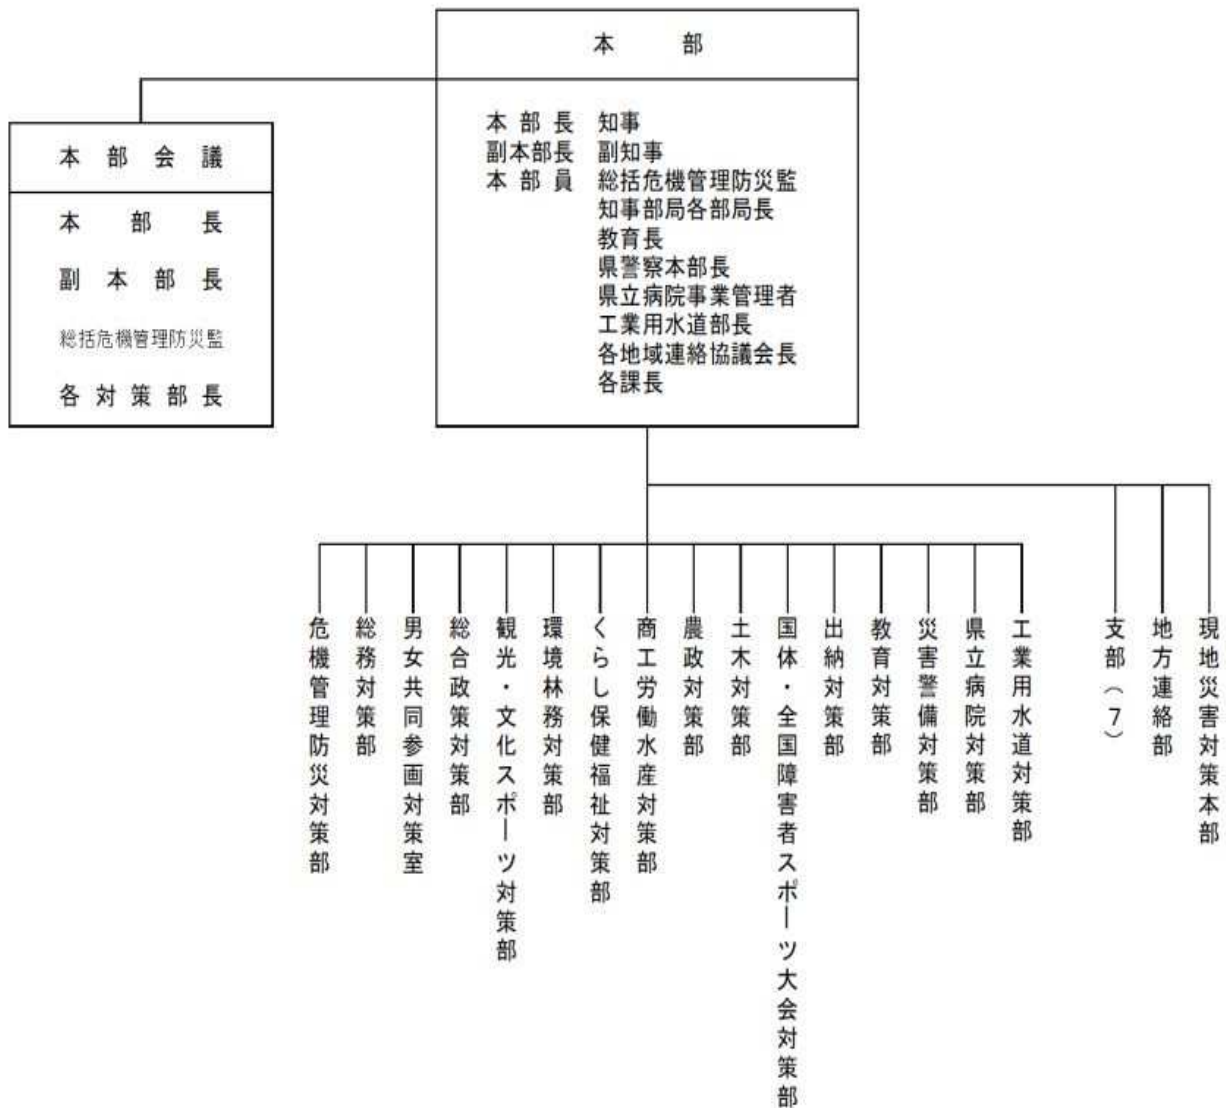 本部
本部長 知事
副本部長 副知事
本部員 総括危機管理防災監
知事部局各部局長
教育長
県警察本部長
県立病院事業管理者
工業用水道部長
各地域連絡協議会長
各課長
本部会議
本部長
副本部長
総括危機管理防災監
各対策部長
危機管理防災対策部
総務対策部
男女共同参画対策室
総合政策対策部
観光・文化スポーツ対策部
環境林務対策部
くらし保健福祉対策部
商工労働水産対策部
農政対策部
土木対策部
国体・全国障害者スポーツ大会対策部
出納対策部
教育対策部
災害警備対策部
県立病院対策部
工業用水道対策部
支部(7)
地方連絡部
現地災害対策本部